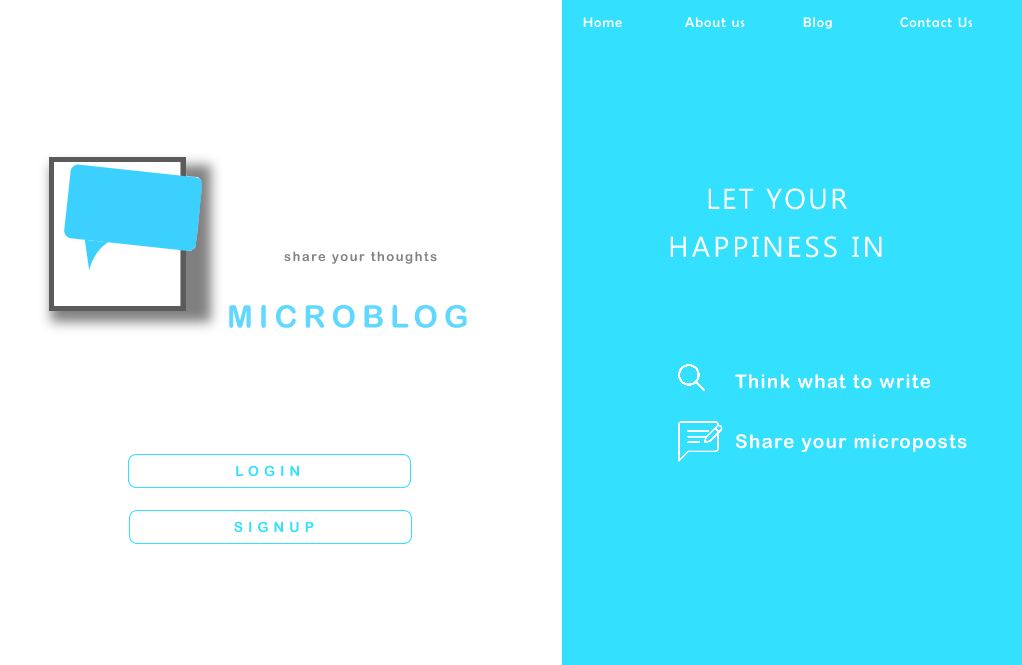 Home About us Blog Contact Us
share your thoughts
MICROBLOG
LOGIN
SIGNUP
LET YOUR
HAPPINESS IN
Think what to write
Share your microposts